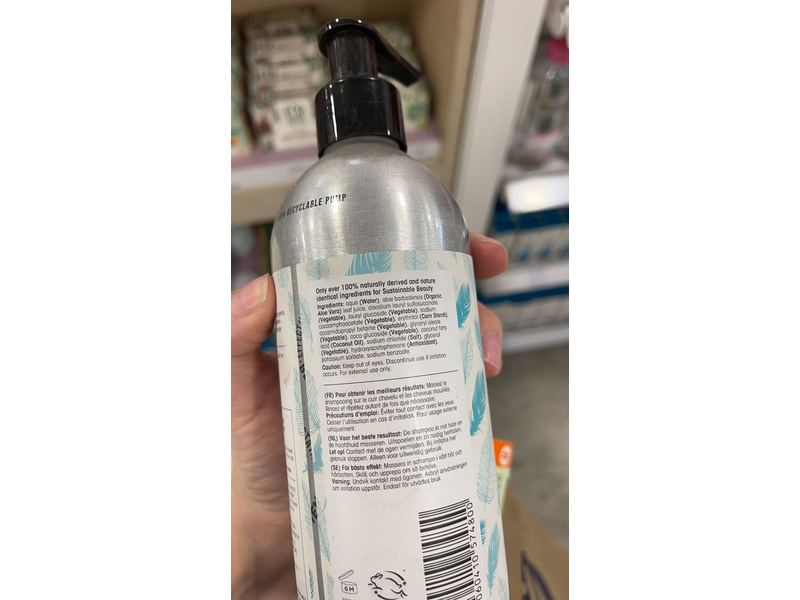 RECYCLABLE PUMP
Only ever 100% naturally derived and nature
identical ingredients for Sustainable Beauty
Ingredients: aqua (Water), aloe barbadensis (Organic
Aloe Vera) leaf juice, disodium lauryl sulfosuccinate
(Vegetable), lauryl glucoside (Vegetable), sodium
cocoamphoacetate (Vegetable), erythritol (Corn Starch),
cocamidopropyl betaine (Vegetable), glyceryl oleate
(Vegetable), coco glucoside (Vegetable), coconut fatty
acid (Coconut Oil), sodium chloride (Salt), glycerol
(Vegetable), hydroxyacetophenone (Antioxidant),
potassium sorbate, sodium benzoate.
Caution: Keep out of eyes. Discontinue use if irritation
occurs. For external use only.
(FR) Pour obtenir les meilleurs résultats: Massez le
shampooing sur le cuir chevelu et les cheveux mouillés.
Rincez et répétez autant de fois que nécessaire.
Précautions d'emploi: Éviter tout contact avec les yeux.
Cesser l'utilisation en cas d'irritation. Pour usage externe
uniquement.
(NL) Voor het beste resultaat: De shampoo in nat haar en
de hoofdhuid masseren. Uitspoelen en zo nodig herhalen.
Let op! Contact met de ogen vermijden. Bij irritatie het
gebruik stoppen. Alleen voor uitwendig gebruik.
(SE) För bästa effekt: Massera in schampo i vått hår och
hårbotten. Skölj och upprepa om så behövs.
Varning: Undvik kontakt med ögonen. Avbryt användningen
om irritation uppstår. Endast för utvärtes bruk.
060410 574800
6M